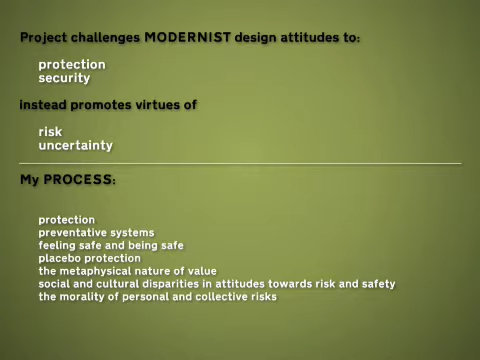 Project challenges MODERNIST design attitudes to:
protection
security
instead promotes virtues of
risk
uncertainty
My PROCESS:
protection
preventative systems
feeling safe and being safe
placebo protection
the metaphysical nature of value
social and cultural disparities in attitudes towards risk and safety
the morality of personal and collective risks